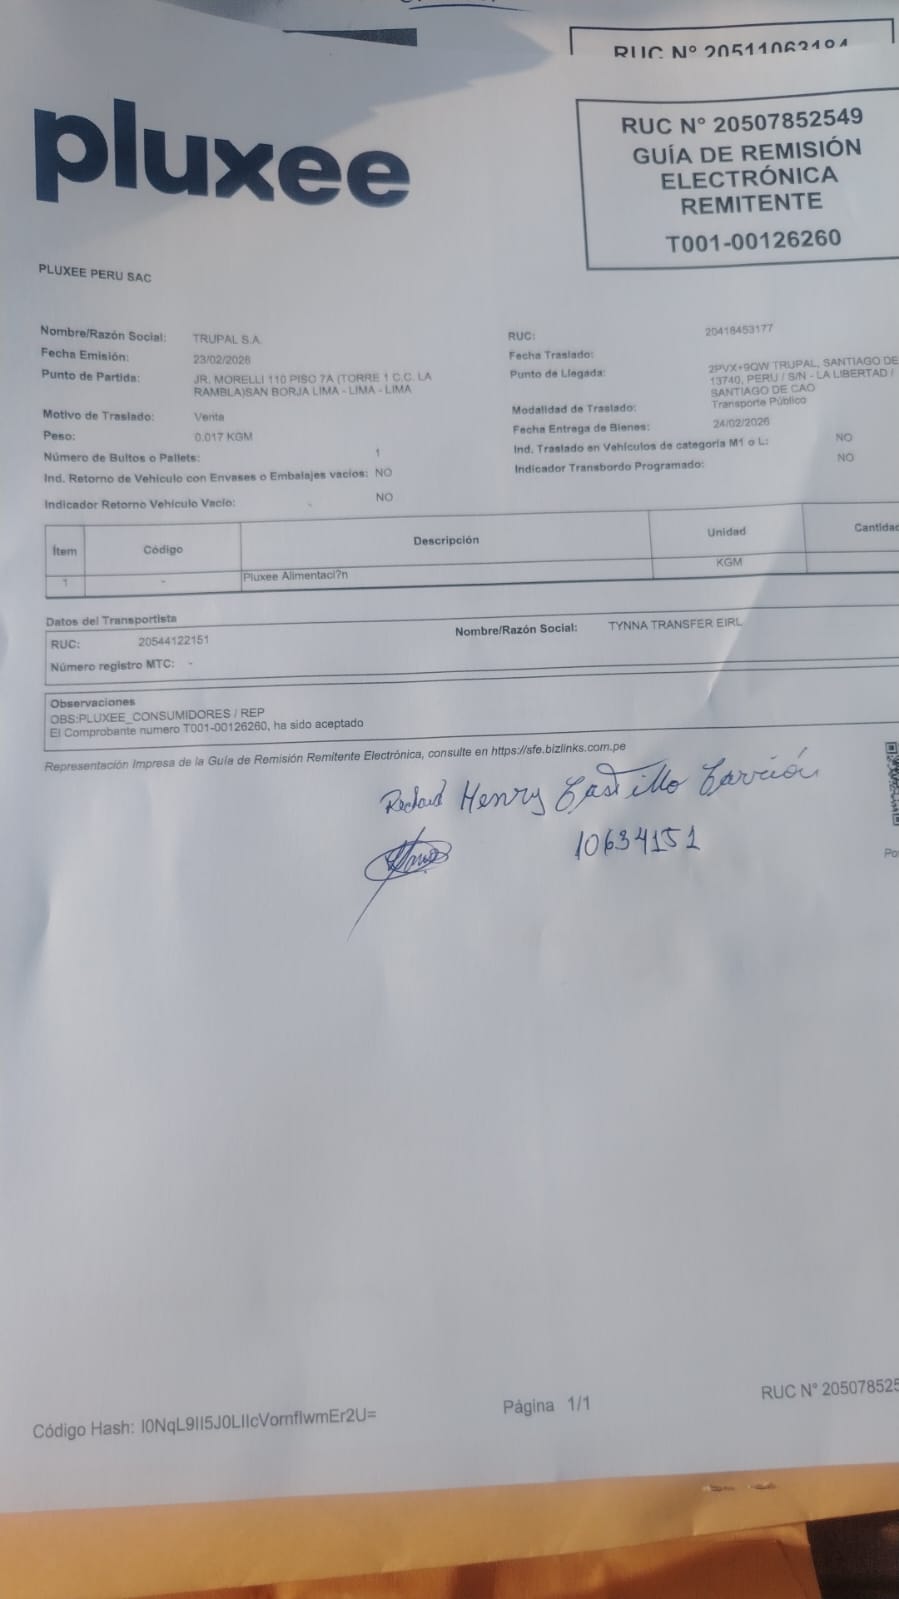 RUC N° 20511063184
pluxee
RUC N° 20507852549
GUÍA DE REMISIÓN
ELECTRÓNICA
REMITENTE
T001-00126260
PLUXEE PERU SAC
Nombre/Razón Social: TRUPAL S.A.
Fecha Emisión: 23/02/2026
Punto de Partida: JR. MORELLI 110 PISO 7A (TORRE 1 C.C. LA
RAMBLA)SAN BORJA LIMA - LIMA - LIMA
Motivo de Traslado: Venta
Peso: 0.017 KGM
Número de Bultos o Pallets: 1
Ind. Retorno de Vehículo con Envases o Embalajes vacios: NO
Indicador Retorno Vehículo Vacío: NO
RUC: 20418453177
Fecha Traslado:
Punto de Llegada: 2PVX+9QW TRUPAL, SANTIAGO DE
13740, PERU / S/N - LA LIBERTAD /
SANTIAGO DE CAO
Modalidad de Traslado: Transporte Público
Fecha Entrega de Bienes: 24/02/2026
Ind. Traslado en Vehículos de categoría M1 o L: NO
Indicador Transbordo Programado: NO
Ítem Código Descripción Unidad Cantidad
1 - Pluxee Alimentaci?n KGM
Datos del Transportista
RUC: 20544122151 Nombre/Razón Social: TYNNA TRANSFER EIRL
Número registro MTC: -
Observaciones
OBS:PLUXEE_CONSUMIDORES / REP
El Comprobante numero T001-00126260, ha sido aceptado
Representación Impresa de la Guía de Remisión Remitente Electrónica, consulte en https://sfe.bizlinks.com.pe
Henry Castillo Carrión
10634151
Código Hash: I0NqL9II5J0LIIcVomfIwmEr2U=
Página 1/1
RUC N° 205078525